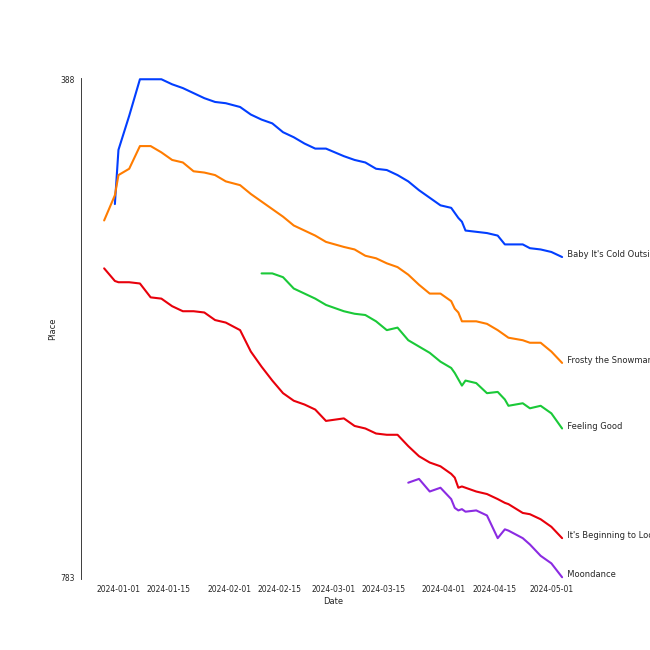 388
Baby It's Cold Outsi
Place
Frosty the Snowman
Feeling Good
It's Beginning to Loo
Moondance
783
2024-01-01 2024-01-15 2024-02-01 2024-02-15 2024-03-01 2024-03-15 2024-04-01 2024-04-15 2024-05-01
Date